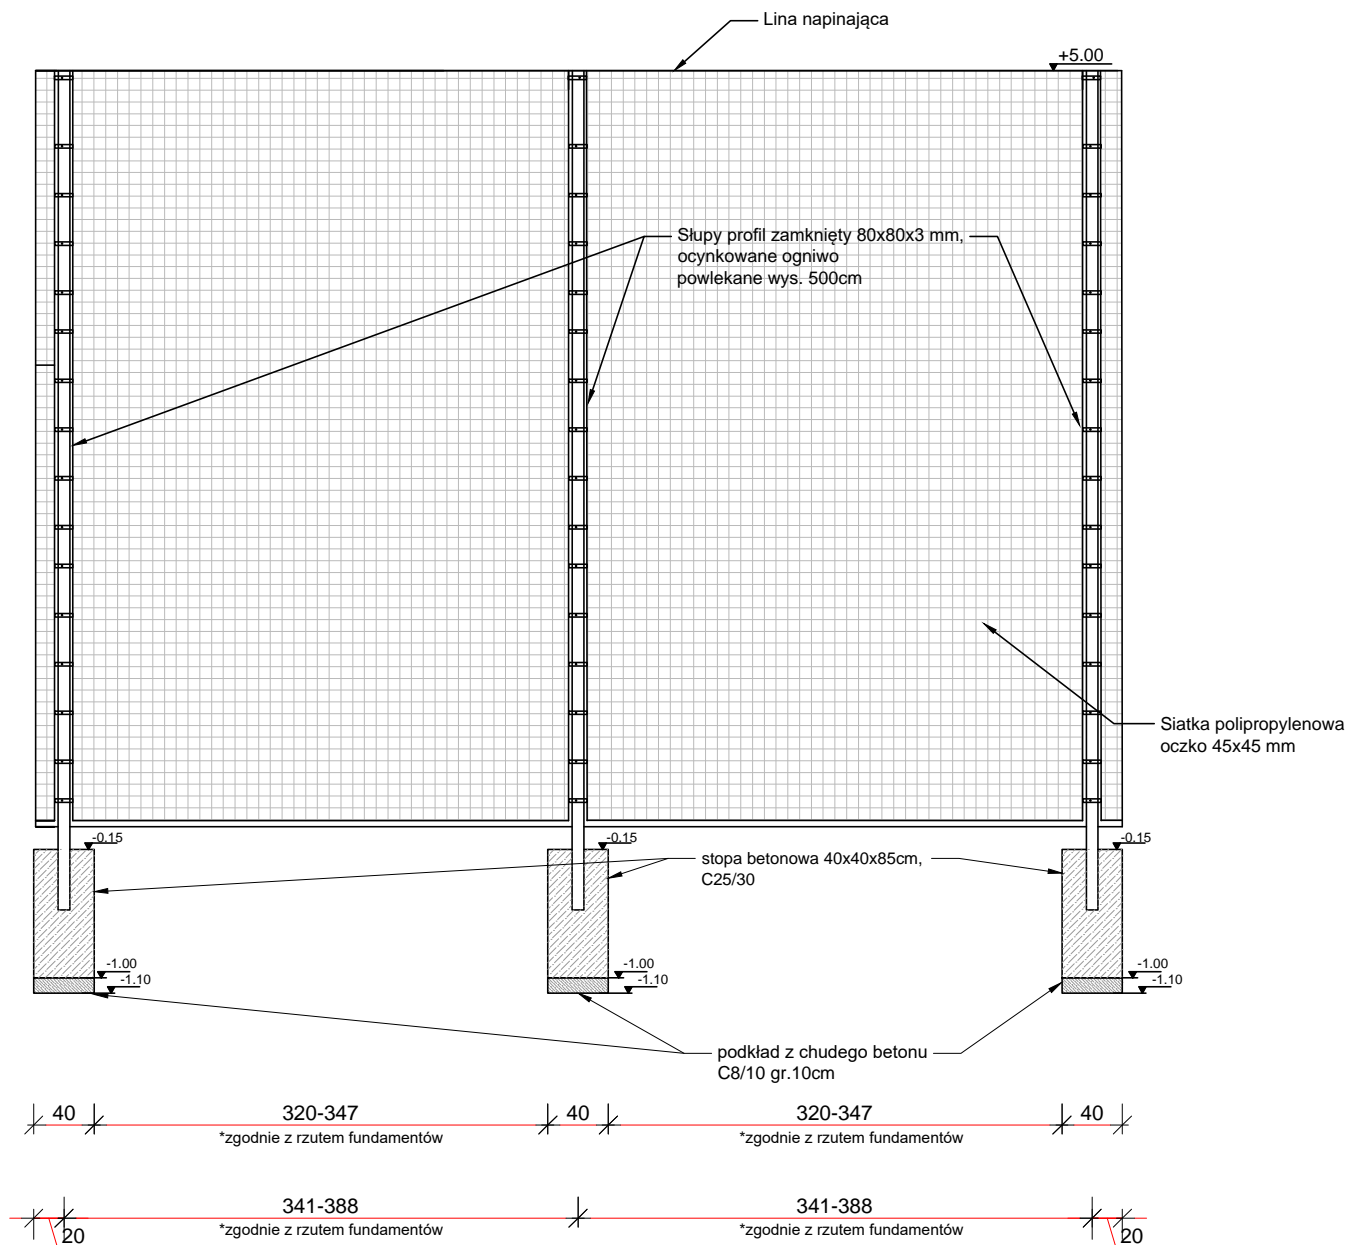 Lina napinająca
+5.00
Słupy profil zamknięty 80x80x3 mm,
ocynkowane ogniwo
powlekane wys. 500cm
Siatka polipropylenowa
oczko 45x45 mm
-0.15
-0.15
-0.15
stopa betonowa 40x40x85cm,
C25/30
-1.00
-1.10
-1.00
-1.10
-1.00
-1.10
podkład z chudego betonu
C8/10 gr.10cm
40
320-347
40
320-347
40
*zgodnie z rzutem fundamentów
*zgodnie z rzutem fundamentów
341-388
341-388
*zgodnie z rzutem fundamentów
*zgodnie z rzutem fundamentów
20
20